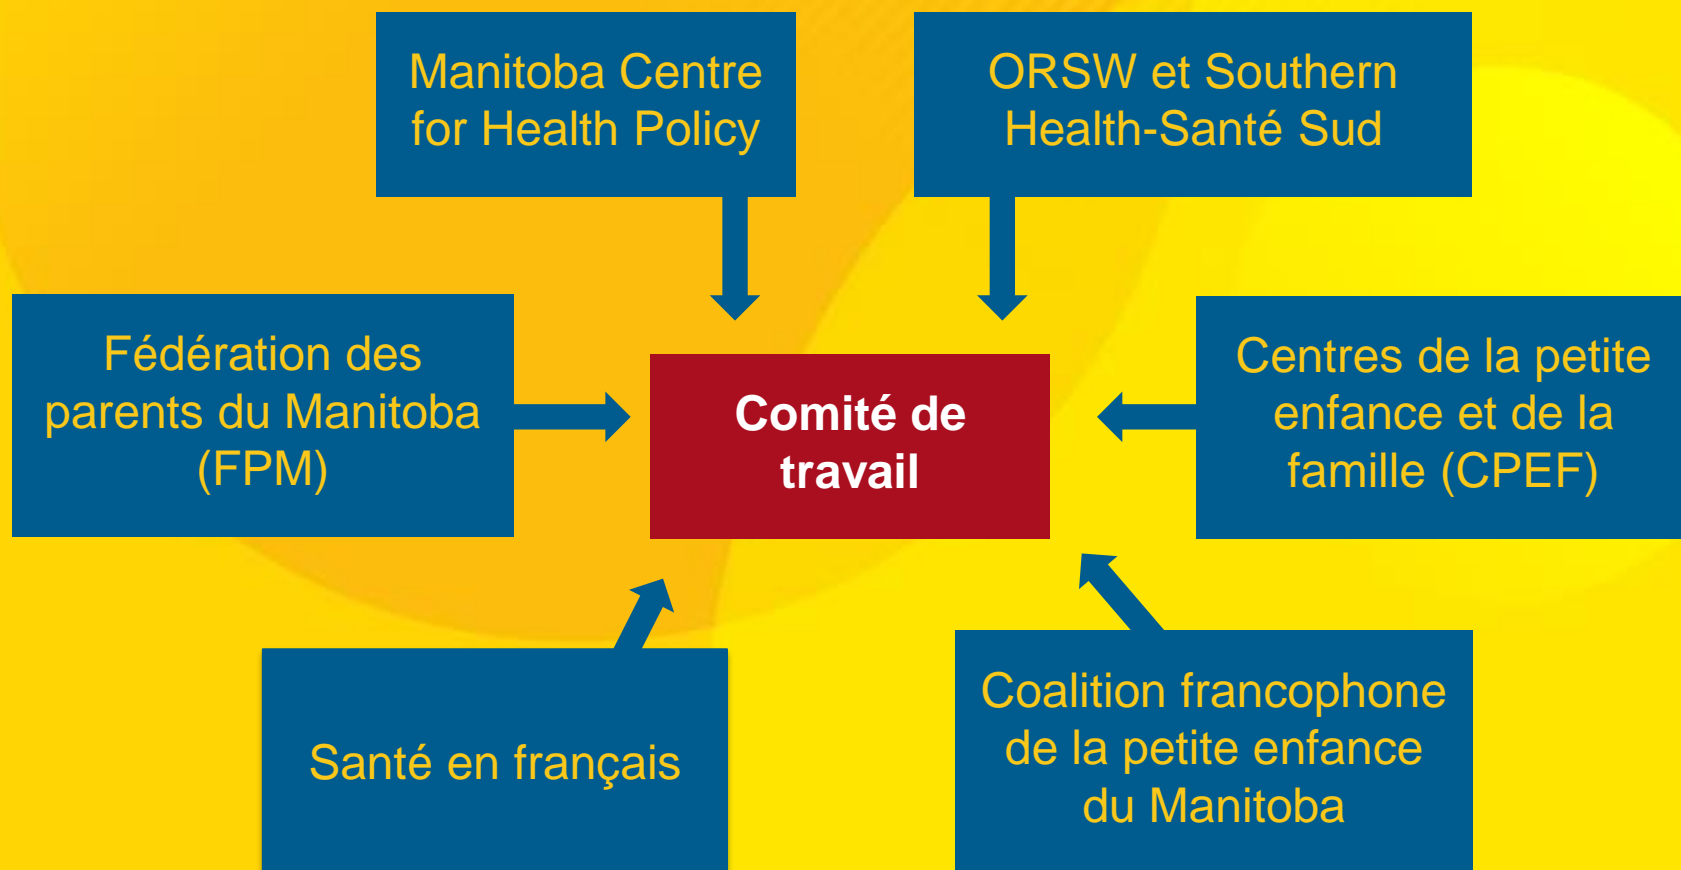 Manitoba Centre
for Health Policy
ORSW et Southern
Health-Santé Sud
Fédération des
parents du Manitoba
(FPM)
Comité de
travail
Centres de la petite
enfance et de la
famille (CPEF)
Santé en français
Coalition francophone
de la petite enfance
du Manitoba